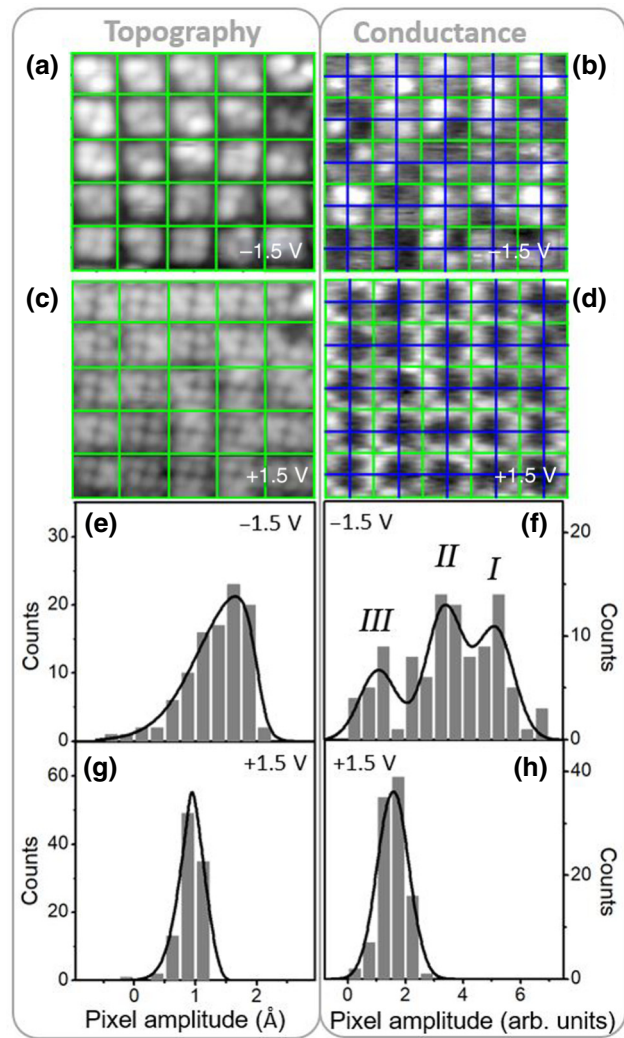 Topography Conductance
(a) (b)
−1.5 V −1.5 V
(c) (d)
+1.5 V +1.5 V
(e) −1.5 V
30
20
10
0
Counts
−1.5 V (f)
III II I
20
10
0
Counts
(g) +1.5 V
60
40
20
0
Counts
0 1 2
Pixel amplitude (Å)
+1.5 V (h)
40
20
0
Counts
0 2 4 6
Pixel amplitude (arb. units)